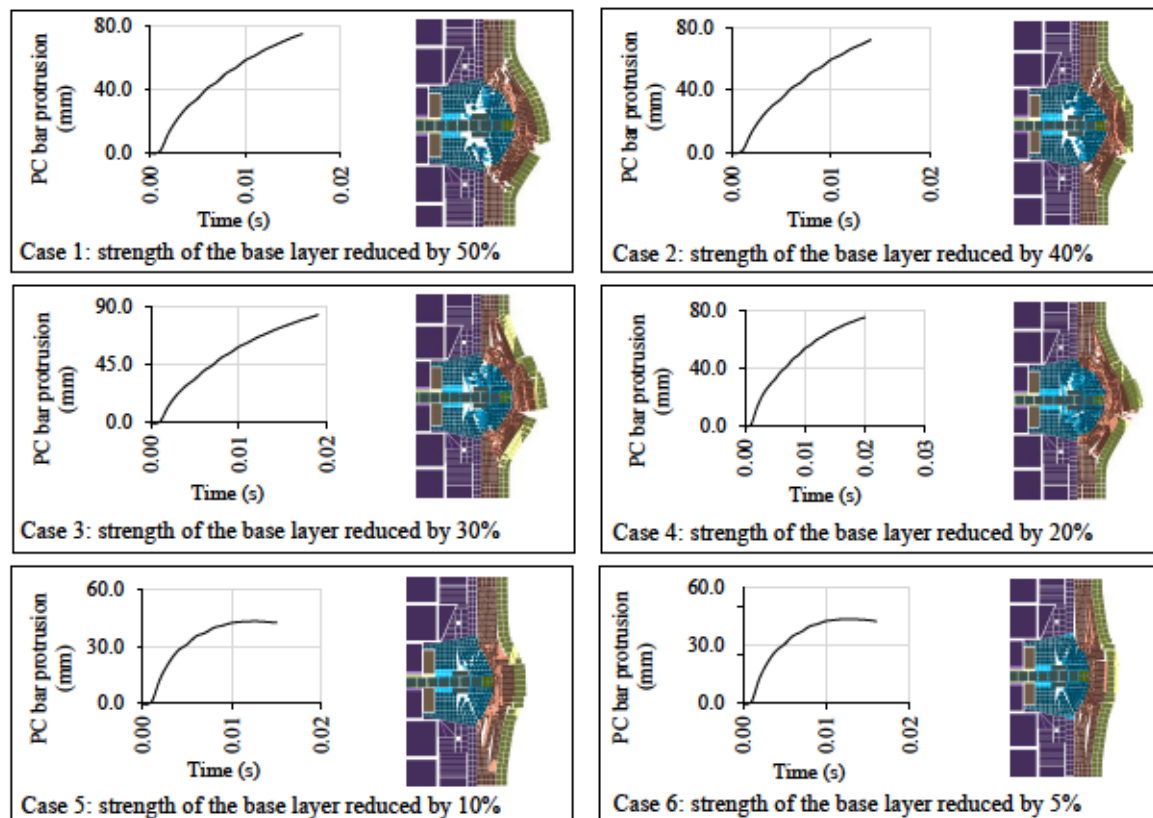 80.0
40.0
0.0
PC bar protrusion
(mm)
0.00
0.01
0.02
Time (s)
Case 1: strength of the base layer reduced by 50%
80.0
40.0
0.0
PC bar protrusion
(mm)
0.00
0.01
0.02
Time (s)
Case 2: strength of the base layer reduced by 40%
90.0
45.0
0.0
PC bar protrusion
(mm)
0.00
0.01
0.02
Time (s)
Case 3: strength of the base layer reduced by 30%
80.0
40.0
0.0
PC bar protrusion
(mm)
0.00
0.01
0.02
0.03
Time (s)
Case 4: strength of the base layer reduced by 20%
60.0
30.0
0.0
PC bar protrusion
(mm)
0.00
0.01
0.02
Time (s)
Case 5: strength of the base layer reduced by 10%
60.0
30.0
0.0
PC bar protrusion
(mm)
0.00
0.01
0.02
Time (s)
Case 6: strength of the base layer reduced by 5%